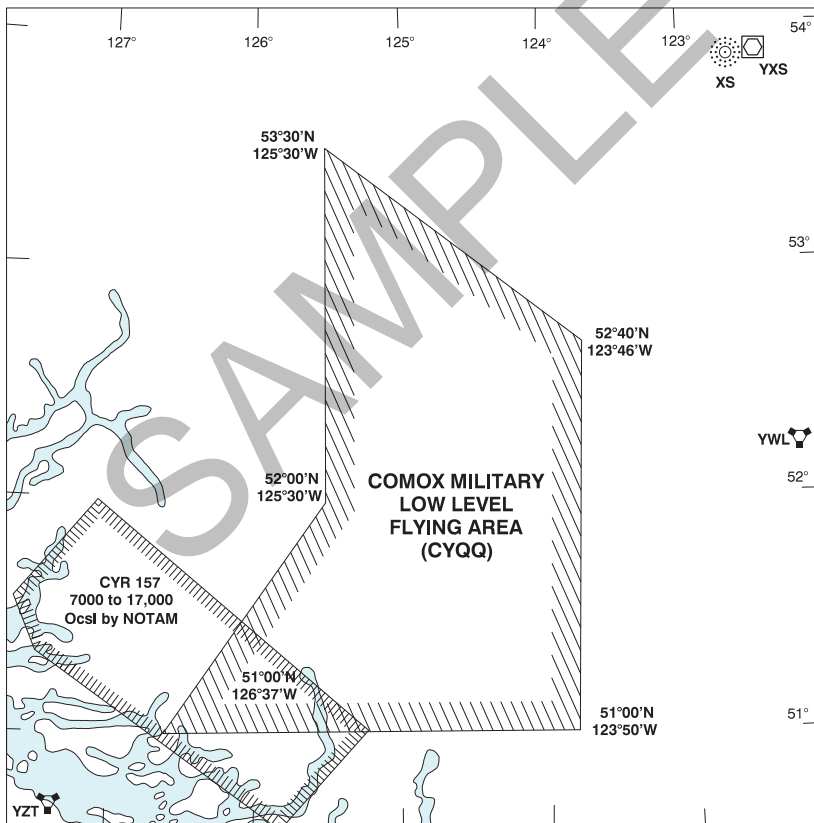 127°
126°
125°
124°
123°
54°
XS
YXS
53°30'N
125°30'W
53°
52°40'N
123°46'W
YWL
52°
52°00'N
125°30'W
COMOX MILITARY
LOW LEVEL
FLYING AREA
(CYQQ)
CYR 157
7000 to 17,000
Ocsl by NOTAM
51°00'N
126°37'W
51°00'N
123°50'W
51°
YZT
SAMPLE